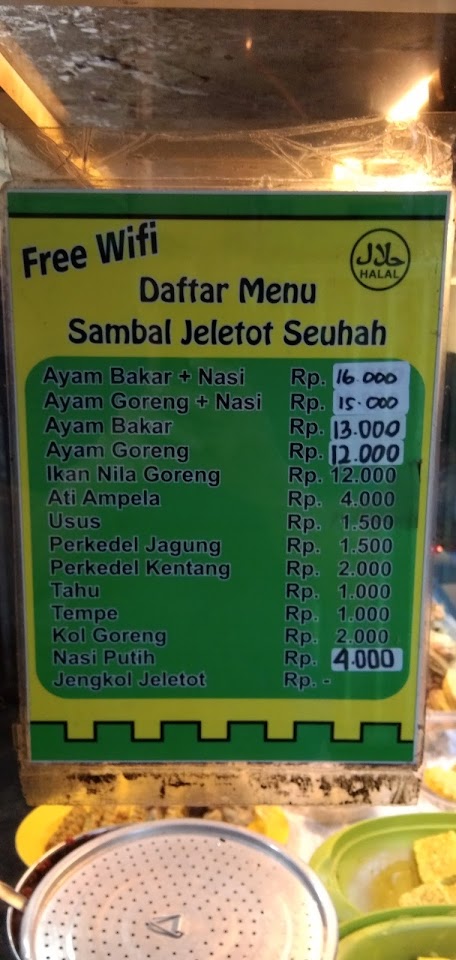 Free Wifi
حلال
HALAL
Daftar Menu
Sambal Jeletot Seuhah
Ayam Bakar + Nasi Rp. 16.000
Ayam Goreng + Nasi Rp. 15.000
Ayam Bakar Rp. 13.000
Ayam Goreng Rp. 12.000
Ikan Nila Goreng Rp. 12.000
Ati Ampela Rp. 4.000
Usus Rp. 1.500
Perkedel Jagung Rp. 1.500
Perkedel Kentang Rp. 2.000
Tahu Rp. 1.000
Tempe Rp. 1.000
Kol Goreng Rp. 2.000
Nasi Putih Rp. 4.000
Jengkol Jeletot Rp. -